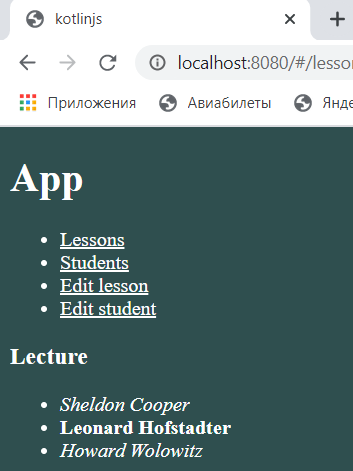 kotlinjs
localhost:8080/#/lesso
Приложения Авиабилеты Янде
App
Lessons
Students
Edit lesson
Edit student
Lecture
Sheldon Cooper
Leonard Hofstadter
Howard Wolowitz